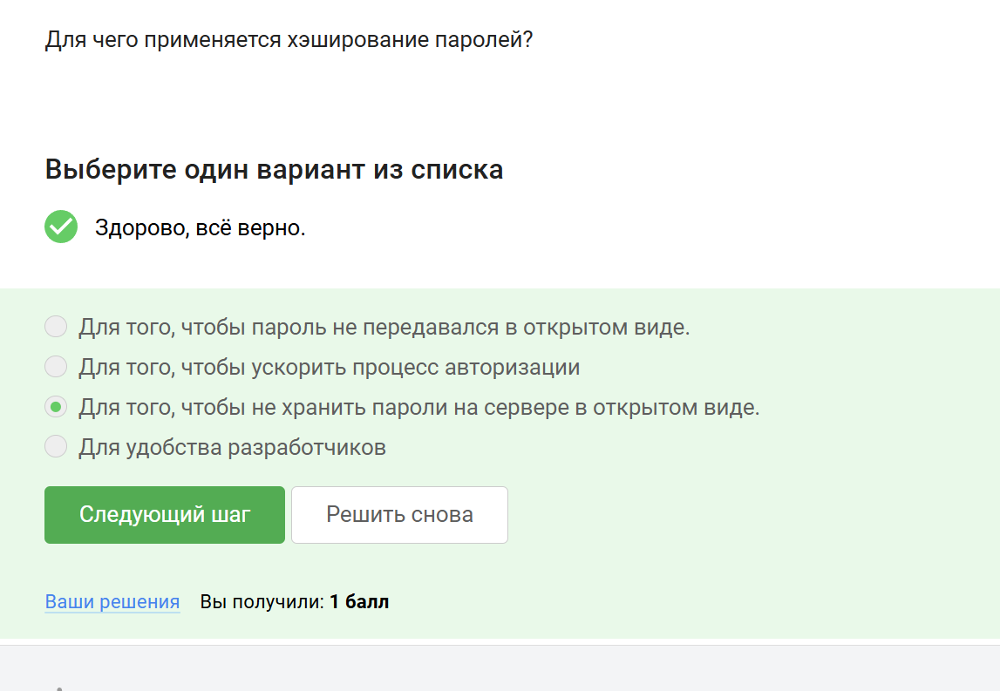 Для чего применяется хэширование паролей?
Выберите один вариант из списка
Здорово, всё верно.
Для того, чтобы пароль не передавался в открытом виде.
Для того, чтобы ускорить процесс авторизации
Для того, чтобы не хранить пароли на сервере в открытом виде.
Для удобства разработчиков
Следующий шаг Решить снова
Ваши решения Вы получили: 1 балл